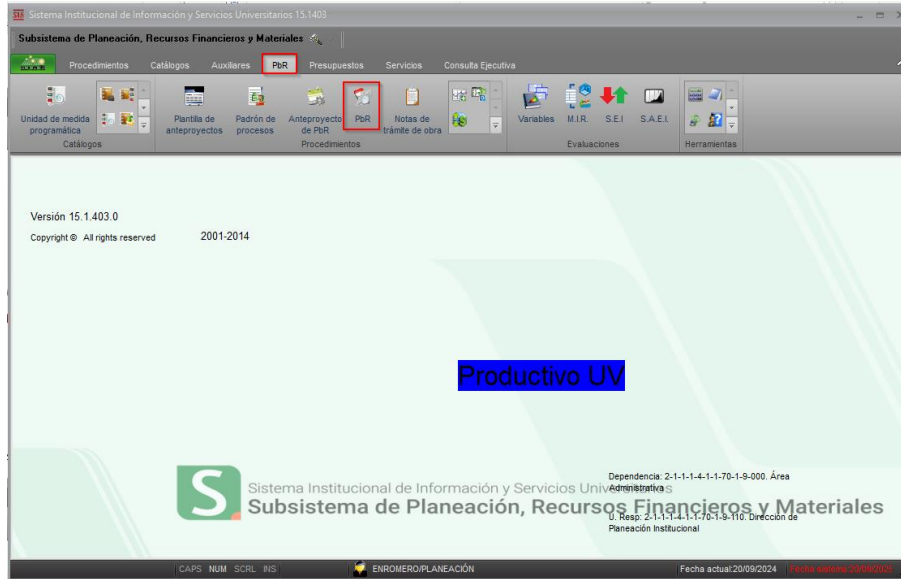 Sistema Institucional de Información y Servicios Universitarios 15.1403
Subsistema de Planeación, Recursos Financieros y Materiales
Procedimientos Catálogos Auxiliares PbR Presupuestos Servicios Consulta Ejecutiva
Unidad de medida programática
Plantilla de anteproyectos
Padrón de procesos
Anteproyecto de PbR
PbR
Notas de trámite de obra
Variables M.I.R. S.E.I S.A.E.I.
Catálogos Procedimientos Evaluaciones Herramientas
Versión 15.1.403.0
Copyright © All rights reserved 2001-2014
Productivo UV
Dependencia: 2-1-1-1-4-1-1-70-1-9-000. Área
Administrativa
Sistema Institucional de Información y Servicios
Subsistema de Planeación, Recursos Financieros y Materiales
U. Resp: 2-1-1-1-4-1-1-70-1-9-110. Dirección de
Planeación Institucional
CAPS NUM SCRL INS ENROMERO/PLANEACIÓN Fecha actual:20/09/2024 Fecha sistema: